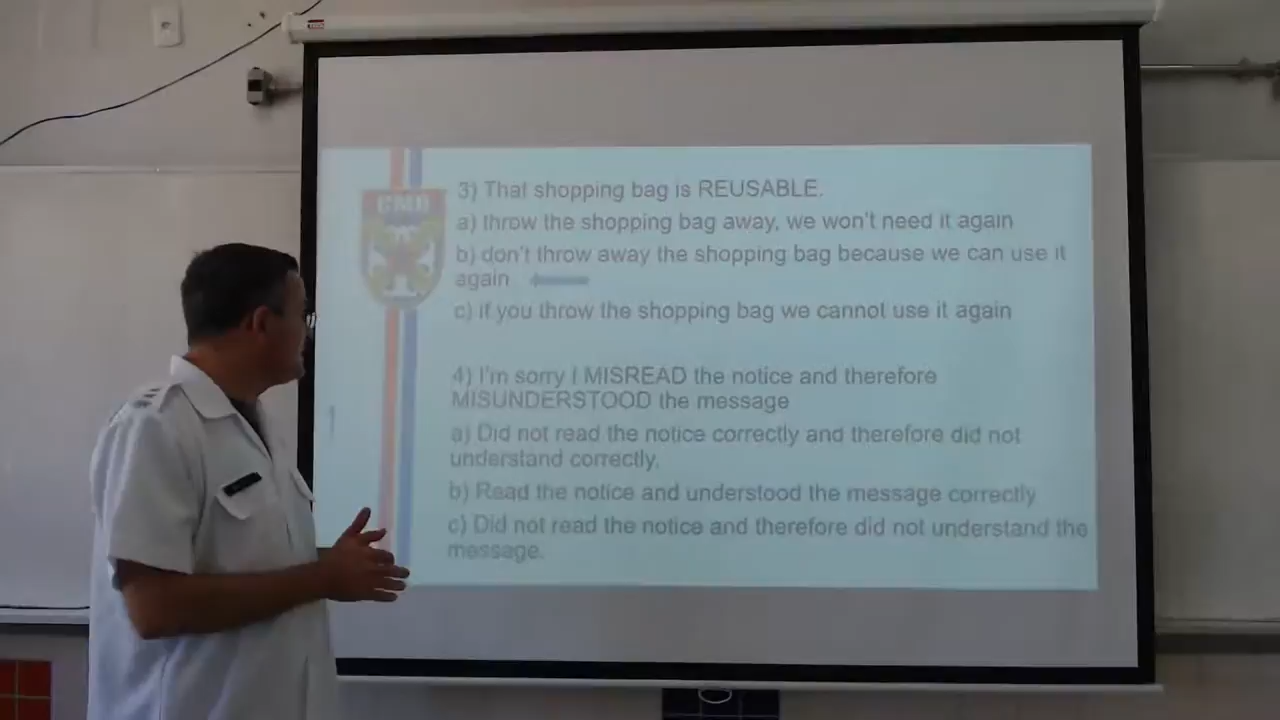 CMB
3) That shopping bag is REUSABLE.
a) throw the shopping bag away, we won't need it again
b) don't throw away the shopping bag because we can use it
again
c) if you throw the shopping bag we cannot use it again
4) I'm sorry I MISREAD the notice and therefore
MISUNDERSTOOD the message
a) Did not read the notice correctly and therefore did not
understand correctly.
b) Read the notice and understood the message correctly
c) Did not read the notice and therefore did not understand the
message.